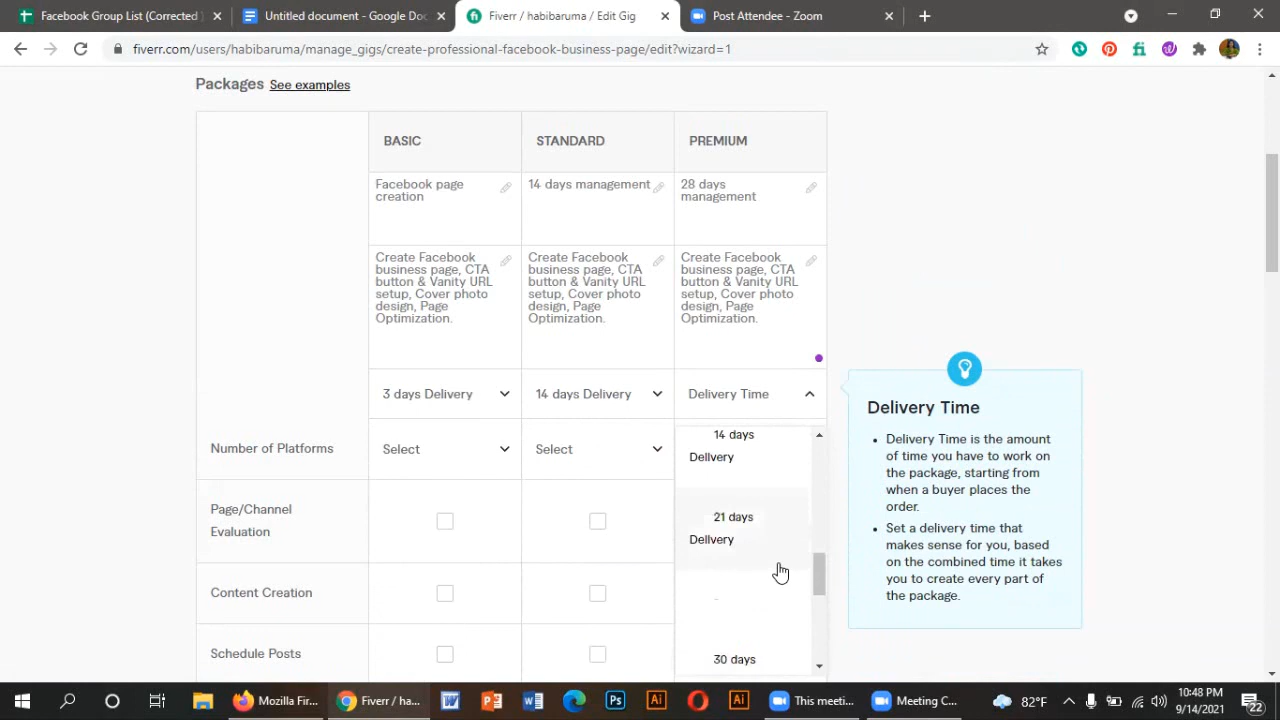 Facebook Group List (Corrected
Untitled document - Google Doc
Fiverr / habibaruma / Edit Gig
Post Attendee - Zoom
fiverr.com/users/habibaruma/manage_gigs/create-professional-facebook-business-page/edit?wizard=1
Packages See examples
BASIC
STANDARD
PREMIUM
Facebook page
creation
14 days management
28 days
management
Create Facebook
business page, CTA
button & Vanity URL
setup, Cover photo
design, Page
Optimization.
Create Facebook
business page, CTA
button & Vanity URL
setup, Cover photo
design, Page
Optimization.
Create Facebook
business page, CTA
button & Vanity URL
setup, Cover photo
design, Page
Optimization.
3 days Delivery
14 days Delivery
Delivery Time
Number of Platforms
Select
Select
14 days
Dellvery
21 days
Dellvery
30 days
Page/Channel
Evaluation
Content Creation
Schedule Posts
Delivery Time
• Delivery Time is the amount
of time you have to work on
the package, starting from
when a buyer places the
order.
• Set a delivery time that
makes sense for you, based
on the combined time it takes
you to create every part of
the package.
Mozilla Fir...
Fiverr / ha...
Ps
Ai
Ai
This meeti...
Meeting C...
82°F
10:48 PM
9/14/2021
22